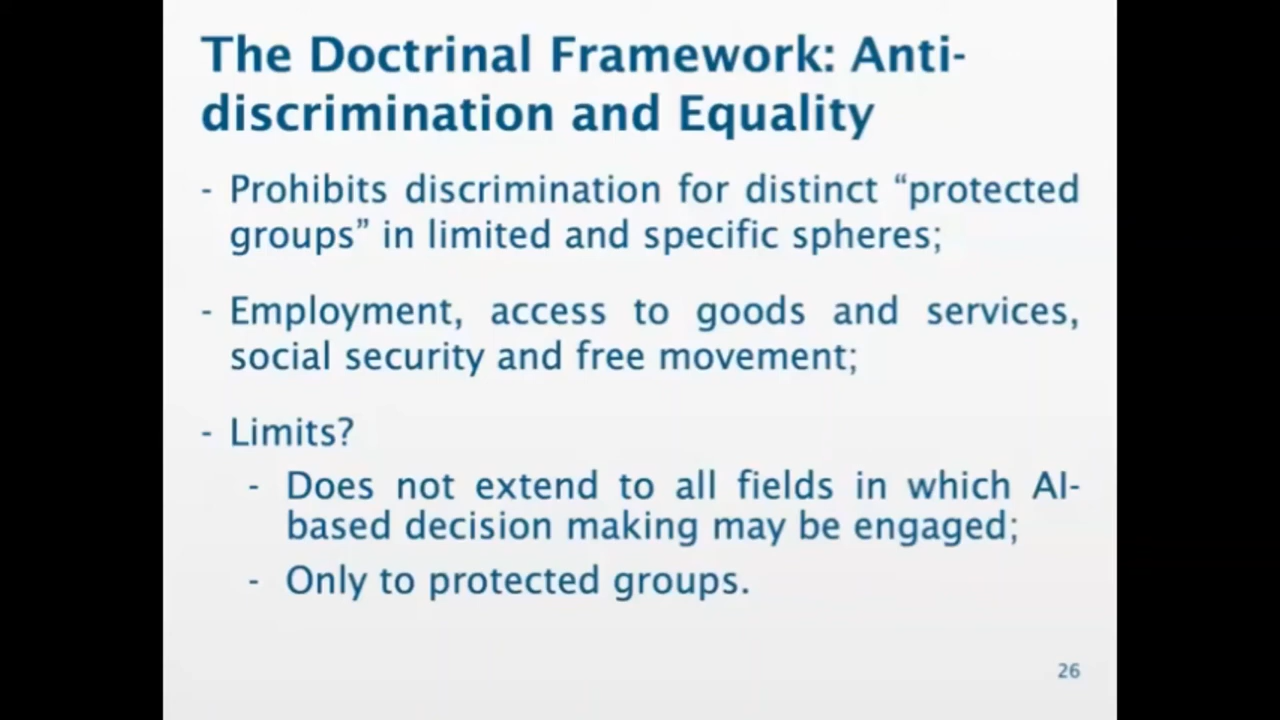 The Doctrinal Framework: Anti-
discrimination and Equality
- Prohibits discrimination for distinct “protected
groups” in limited and specific spheres;
- Employment, access to goods and services,
social security and free movement;
- Limits?
- Does not extend to all fields in which AI-
based decision making may be engaged;
- Only to protected groups.
26